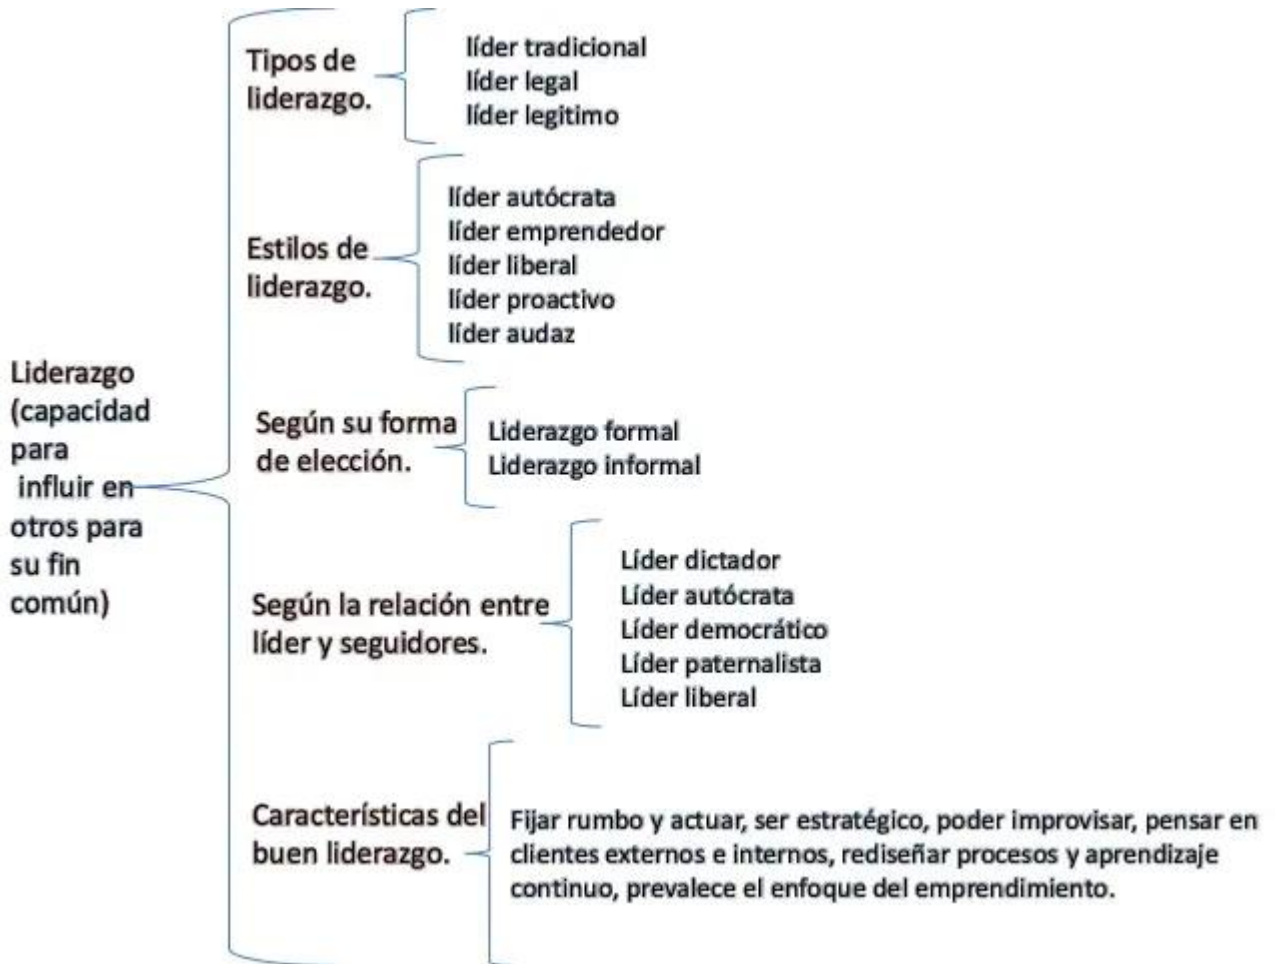 Liderazgo
(capacidad
para
influir en
otros para
su fin
común)
Tipos de
liderazgo.
líder tradicional
líder legal
líder legitimo
Estilos de
liderazgo.
líder autócrata
líder emprendedor
líder liberal
líder proactivo
líder audaz
Según su forma
de elección.
Liderazgo formal
Liderazgo informal
Según la relación entre
líder y seguidores.
Líder dictador
Líder autócrata
Líder democrático
Líder paternalista
Líder liberal
Características del
buen liderazgo.
Fijar rumbo y actuar, ser estratégico, poder improvisar, pensar en
clientes externos e internos, rediseñar procesos y aprendizaje
continuo, prevalece el enfoque del emprendimiento.